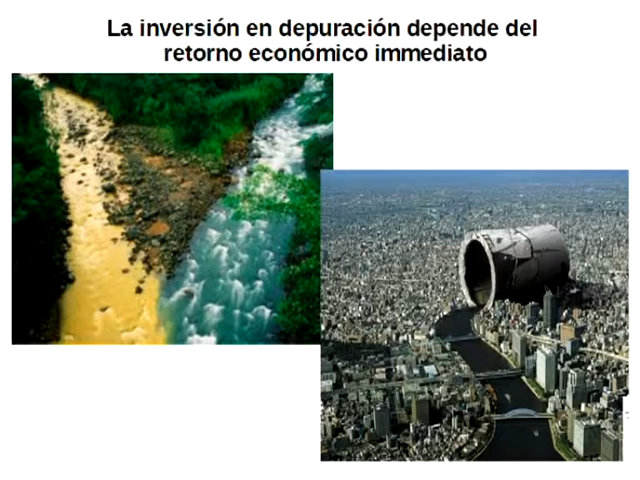 La inversión en depuración depende del
retorno económico immediato